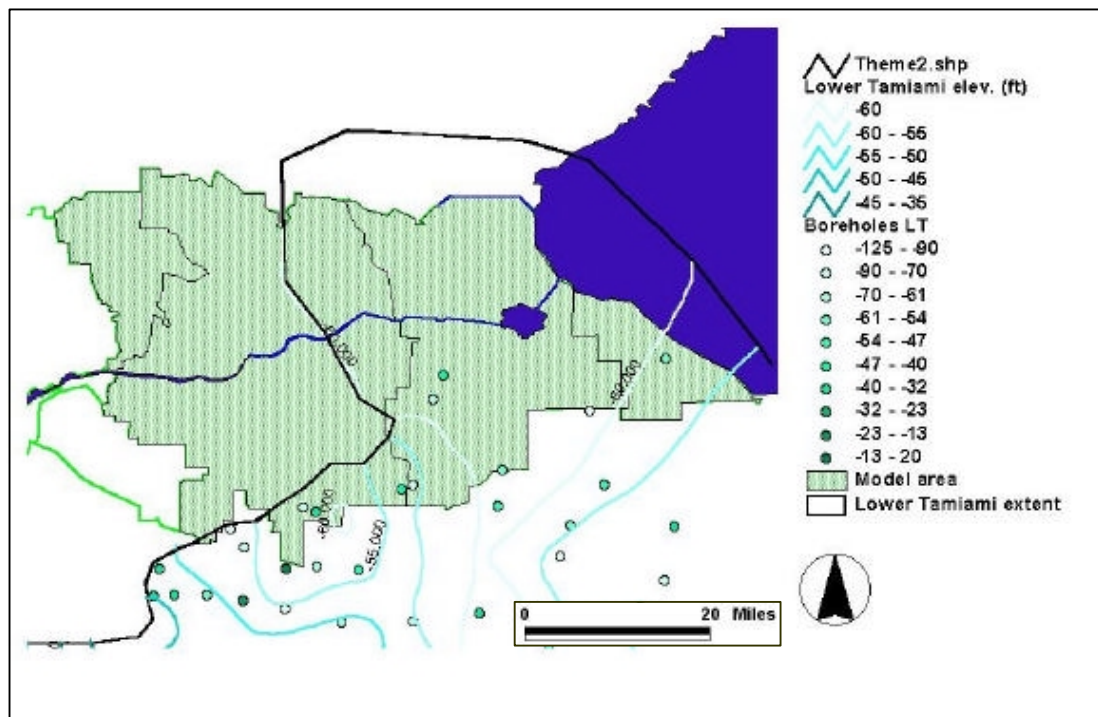 Theme2.shp
Lower Tamiami elev. (ft)
-60
-60 - -55
-55 - -50
-50 - -45
-45 - -35
Boreholes LT
-125 - -90
-90 - -70
-70 - -61
-61 - -54
-54 - -47
-47 - -40
-40 - -32
-32 - -23
-23 - -13
-13 - 20
Model area
Lower Tamiami extent
-60.000
-60.000
-55.000
0 20 Miles